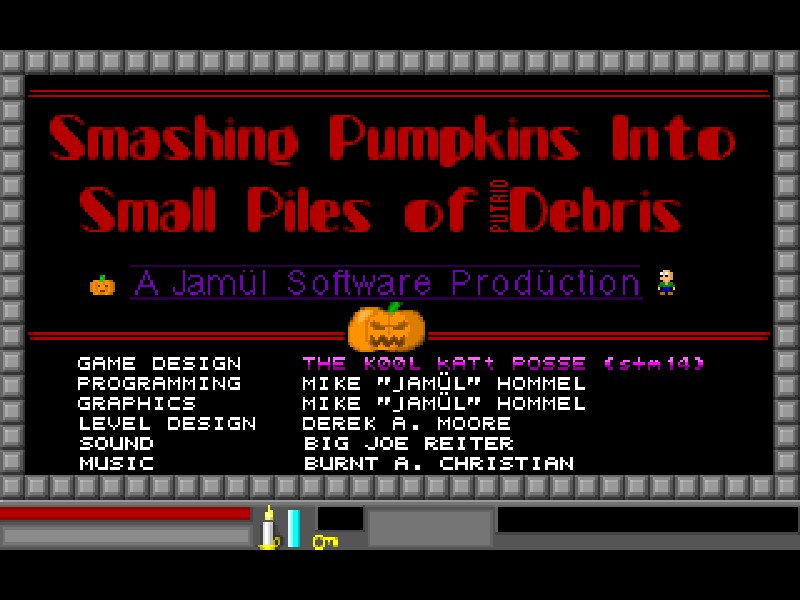 Smashing Pumpkins Into
Small Piles of PUTRID Debris
A Jamül Software Prodüction
GAME DESIGN THE K00L KATt POSSE (stm14)
PROGRAMMING MIKE "JAMÜL" HOMMEL
GRAPHICS MIKE "JAMÜL" HOMMEL
LEVEL DESIGN DEREK A. MOORE
SOUND BIG JOE REITER
MUSIC BURNT A. CHRISTIAN